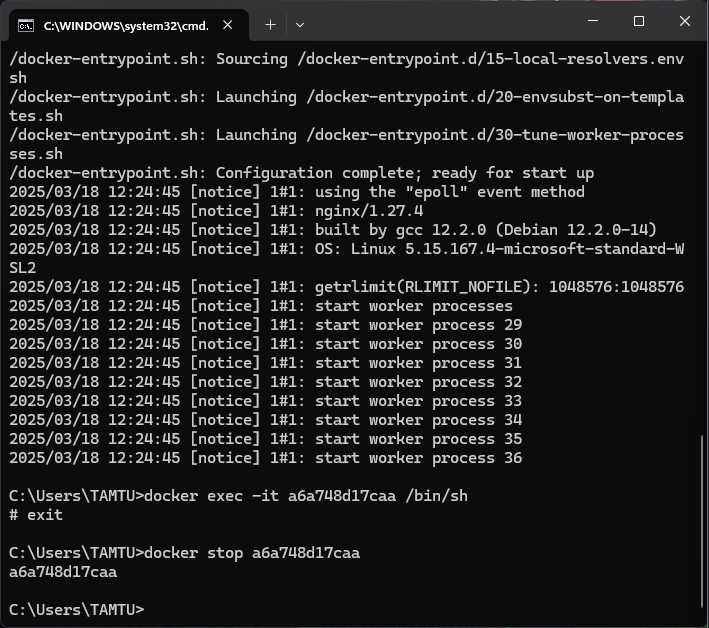 C:\WINDOWS\system32\cmd.
/docker-entrypoint.sh: Sourcing /docker-entrypoint.d/15-local-resolvers.env
sh
/docker-entrypoint.sh: Launching /docker-entrypoint.d/20-envsubst-on-templa
tes.sh
/docker-entrypoint.sh: Launching /docker-entrypoint.d/30-tune-worker-proces
ses.sh
/docker-entrypoint.sh: Configuration complete; ready for start up
2025/03/18 12:24:45 [notice] 1#1: using the "epoll" event method
2025/03/18 12:24:45 [notice] 1#1: nginx/1.27.4
2025/03/18 12:24:45 [notice] 1#1: built by gcc 12.2.0 (Debian 12.2.0-14)
2025/03/18 12:24:45 [notice] 1#1: OS: Linux 5.15.167.4-microsoft-standard-W
SL2
2025/03/18 12:24:45 [notice] 1#1: getrlimit(RLIMIT_NOFILE): 1048576:1048576
2025/03/18 12:24:45 [notice] 1#1: start worker processes
2025/03/18 12:24:45 [notice] 1#1: start worker process 29
2025/03/18 12:24:45 [notice] 1#1: start worker process 30
2025/03/18 12:24:45 [notice] 1#1: start worker process 31
2025/03/18 12:24:45 [notice] 1#1: start worker process 32
2025/03/18 12:24:45 [notice] 1#1: start worker process 33
2025/03/18 12:24:45 [notice] 1#1: start worker process 34
2025/03/18 12:24:45 [notice] 1#1: start worker process 35
2025/03/18 12:24:45 [notice] 1#1: start worker process 36
C:\Users\TAMTU>docker exec -it a6a748d17caa /bin/sh
# exit
C:\Users\TAMTU>docker stop a6a748d17caa
a6a748d17caa
C:\Users\TAMTU>